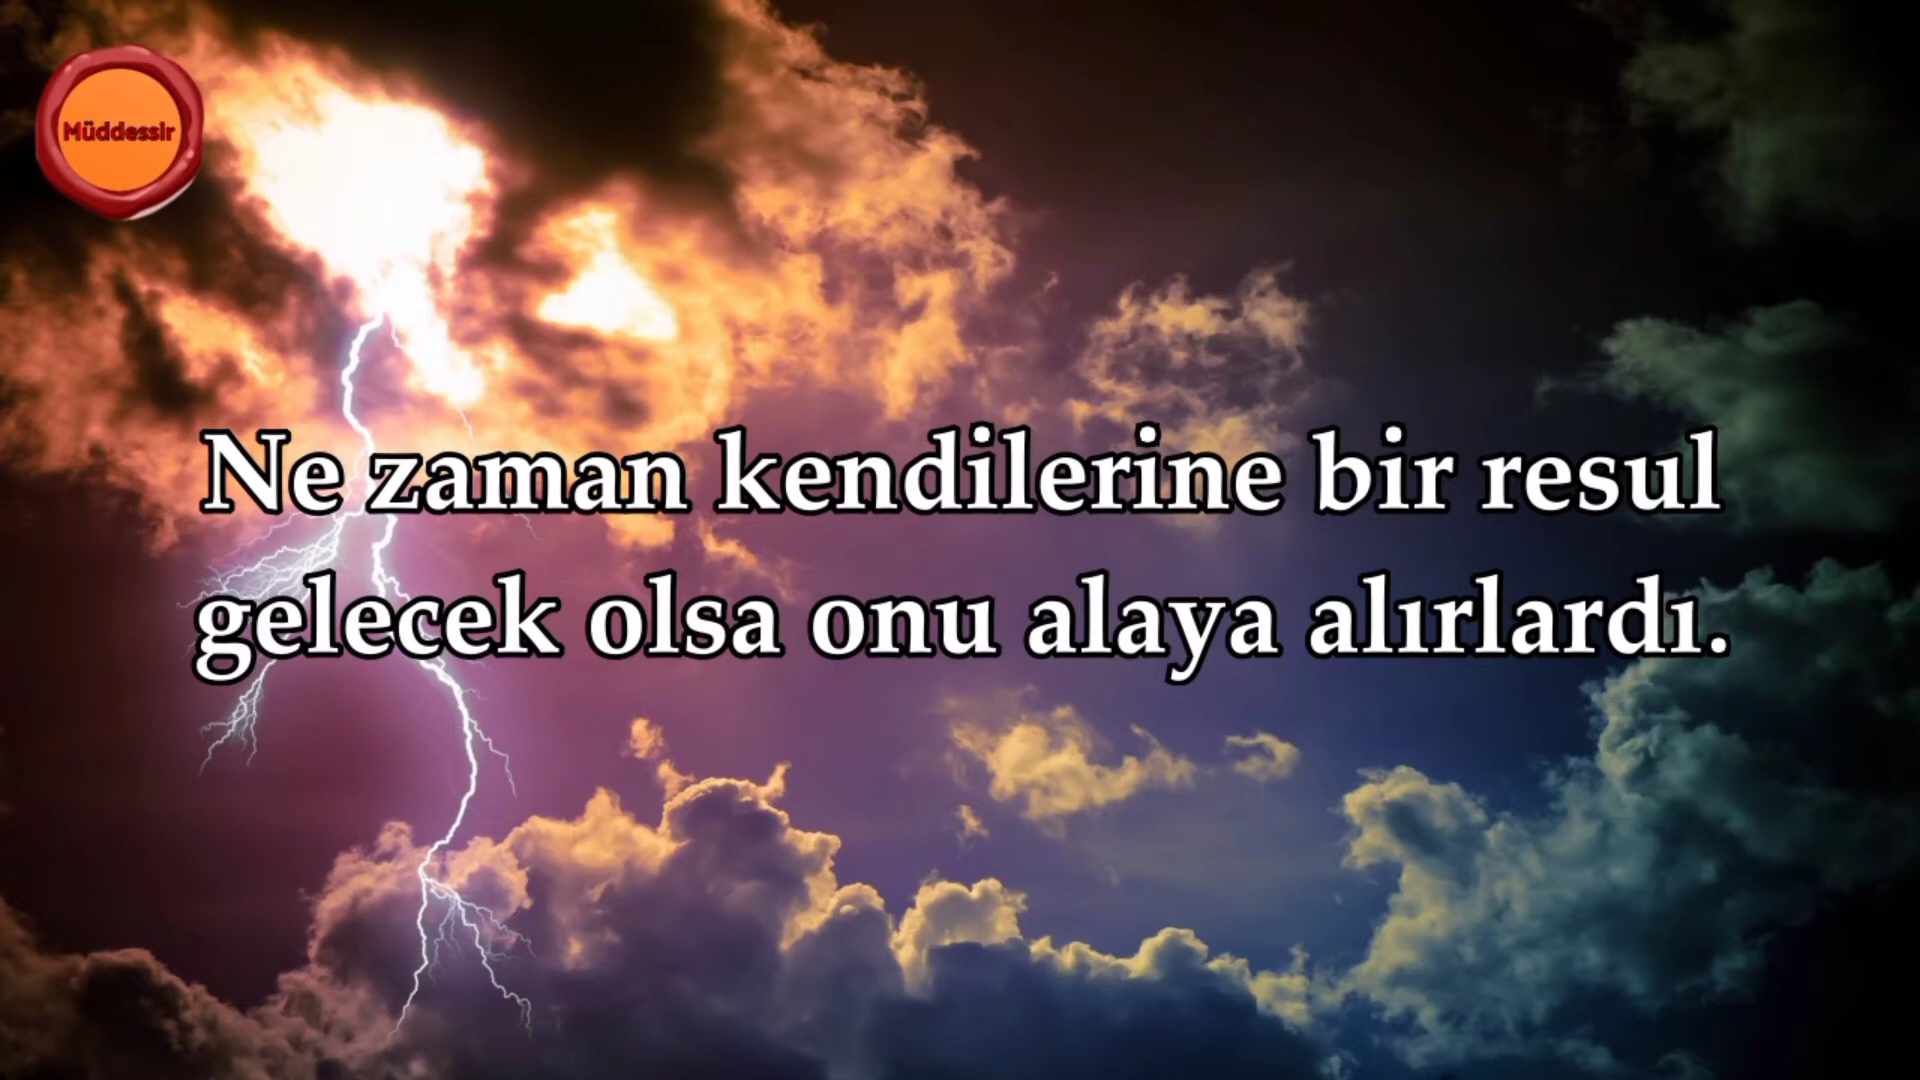 Müddessir
Ne zaman kendilerine bir resul
gelecek olsa onu alaya alırlardı.